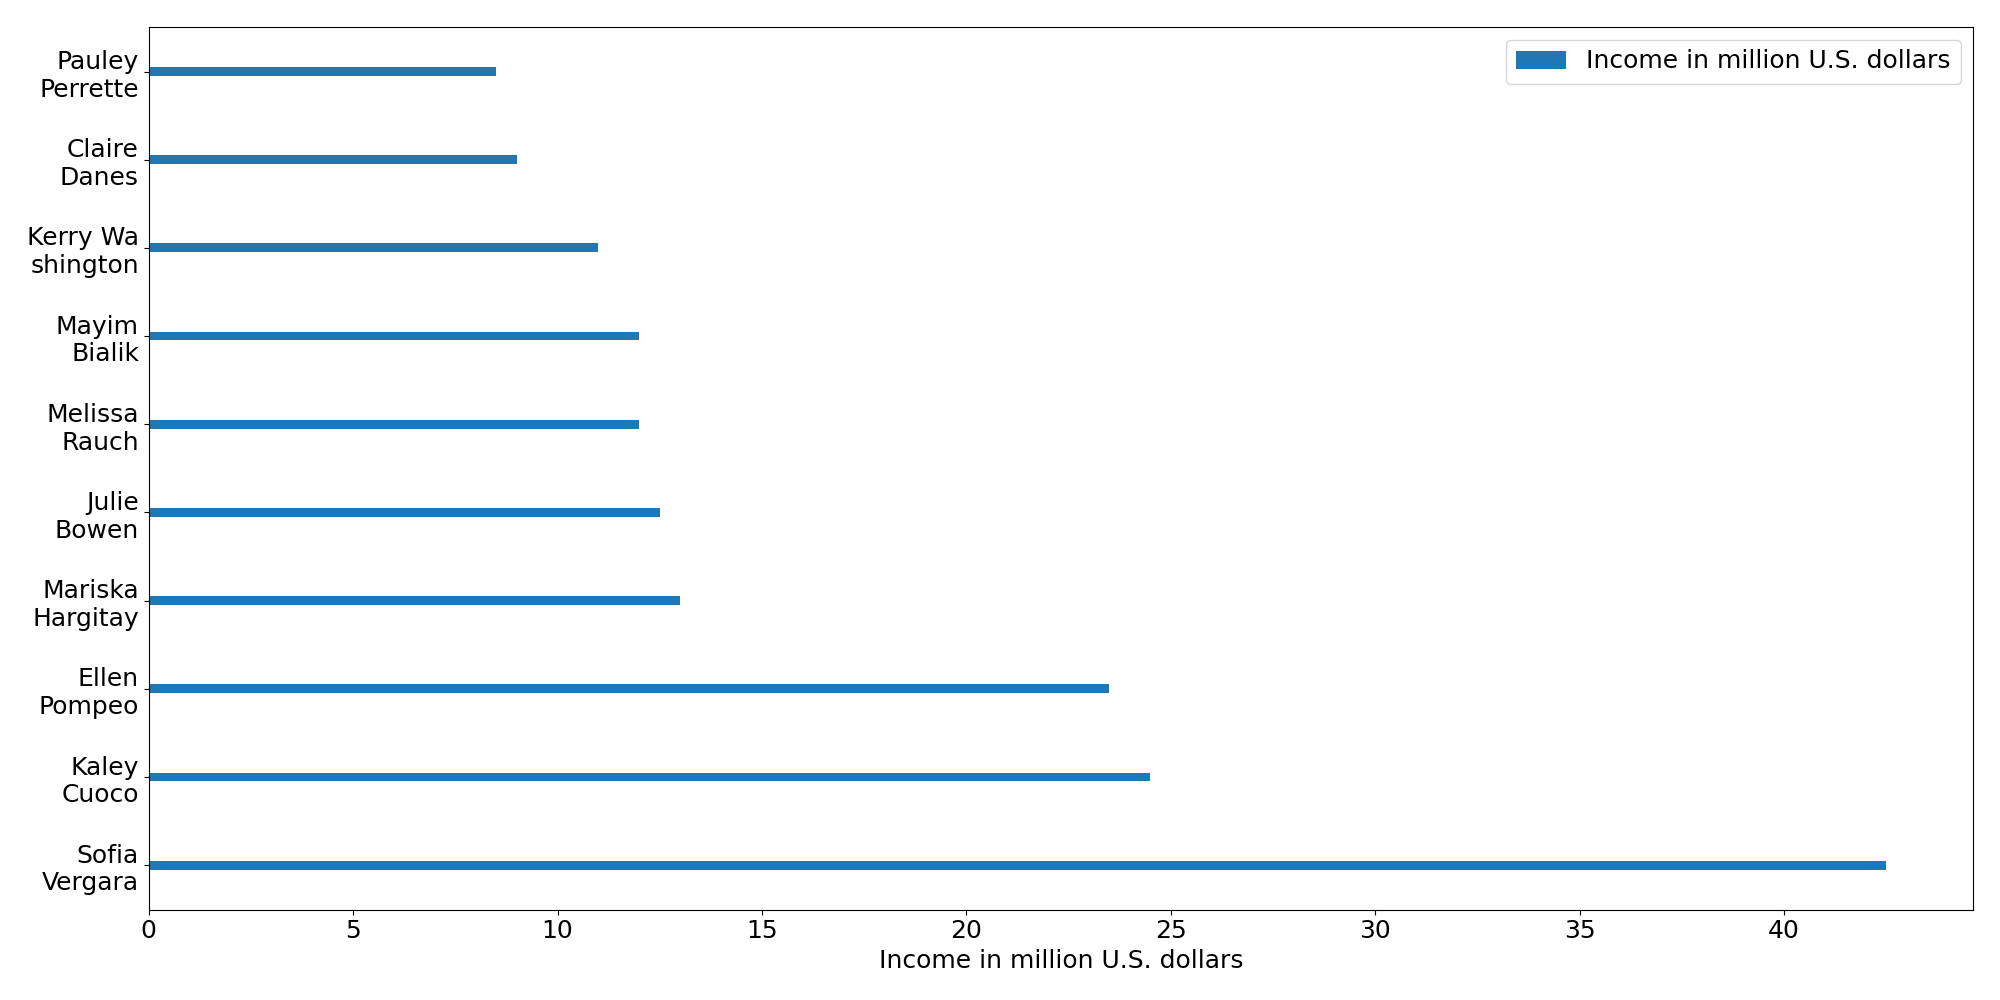 Pauley
Perrette
Claire
Danes
Kerry Wa
shington
Mayim
Bialik
Melissa
Rauch
Julie
Bowen
Mariska
Hargitay
Ellen
Pompeo
Kaley
Cuoco
Sofia
Vergara
Income in million U.S. dollars
0 5 10 15 20 25 30 35 40
Income in million U.S. dollars